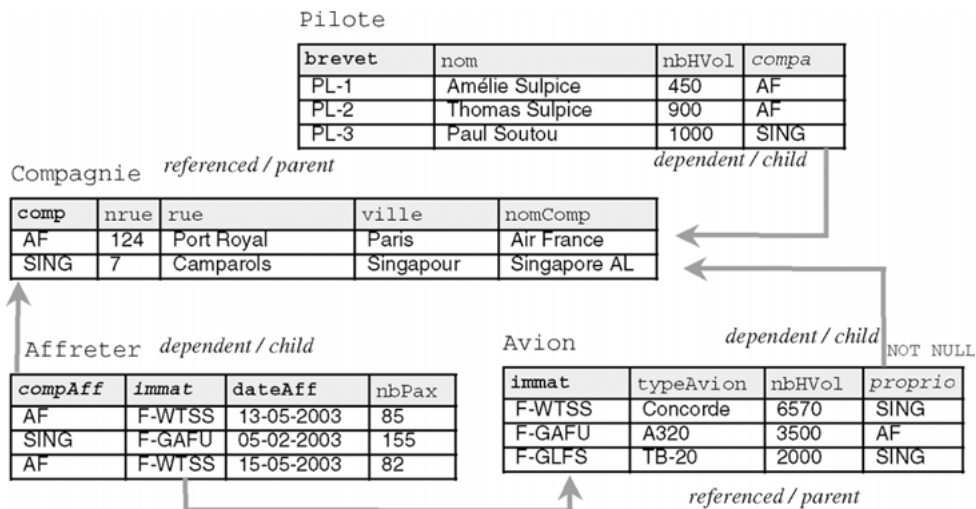 Pilote
brevet nom nbHVol compa
PL-1 Amélie Sulpice 450 AF
PL-2 Thomas Sulpice 900 AF
PL-3 Paul Soutou 1000 SING
dependent / child
Compagnie referenced / parent
comp nrue rue ville nomComp
AF 124 Port Royal Paris Air France
SING 7 Camparols Singapour Singapore AL
Affreter dependent / child
compAff immat dateAff nbPax
AF F-WTSS 13-05-2003 85
SING F-GAFU 05-02-2003 155
AF F-WTSS 15-05-2003 82
Avion dependent / child NOT NULL
immat typeAvion nbHVol proprio
F-WTSS Concorde 6570 SING
F-GAFU A320 3500 AF
F-GLFS TB-20 2000 SING
referenced / parent